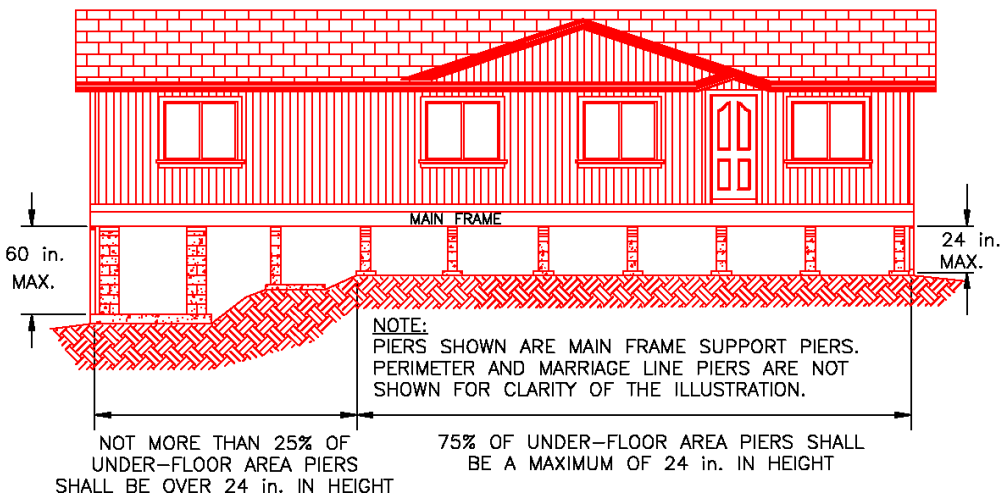 MAIN FRAME
60 in.
MAX.
24 in.
MAX.
NOTE:
PIERS SHOWN ARE MAIN FRAME SUPPORT PIERS.
PERIMETER AND MARRIAGE LINE PIERS ARE NOT
SHOWN FOR CLARITY OF THE ILLUSTRATION.
NOT MORE THAN 25% OF
UNDER-FLOOR AREA PIERS
SHALL BE OVER 24 in. IN HEIGHT
75% OF UNDER-FLOOR AREA PIERS SHALL
BE A MAXIMUM OF 24 in. IN HEIGHT